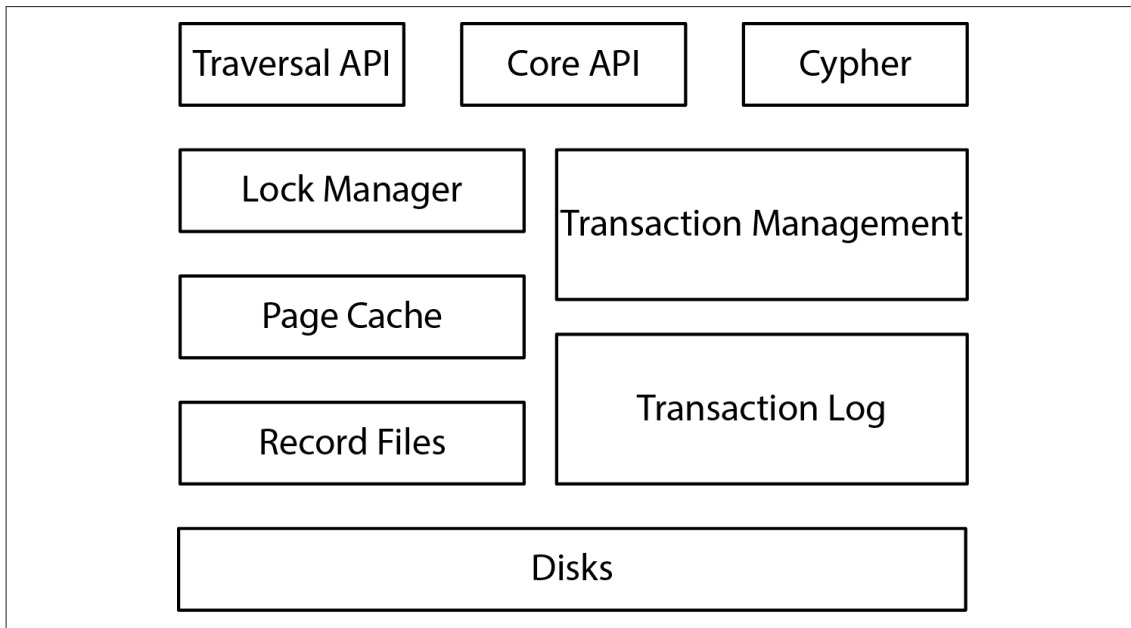 Traversal API
Core API
Cypher
Lock Manager
Transaction Management
Page Cache
Transaction Log
Record Files
Disks